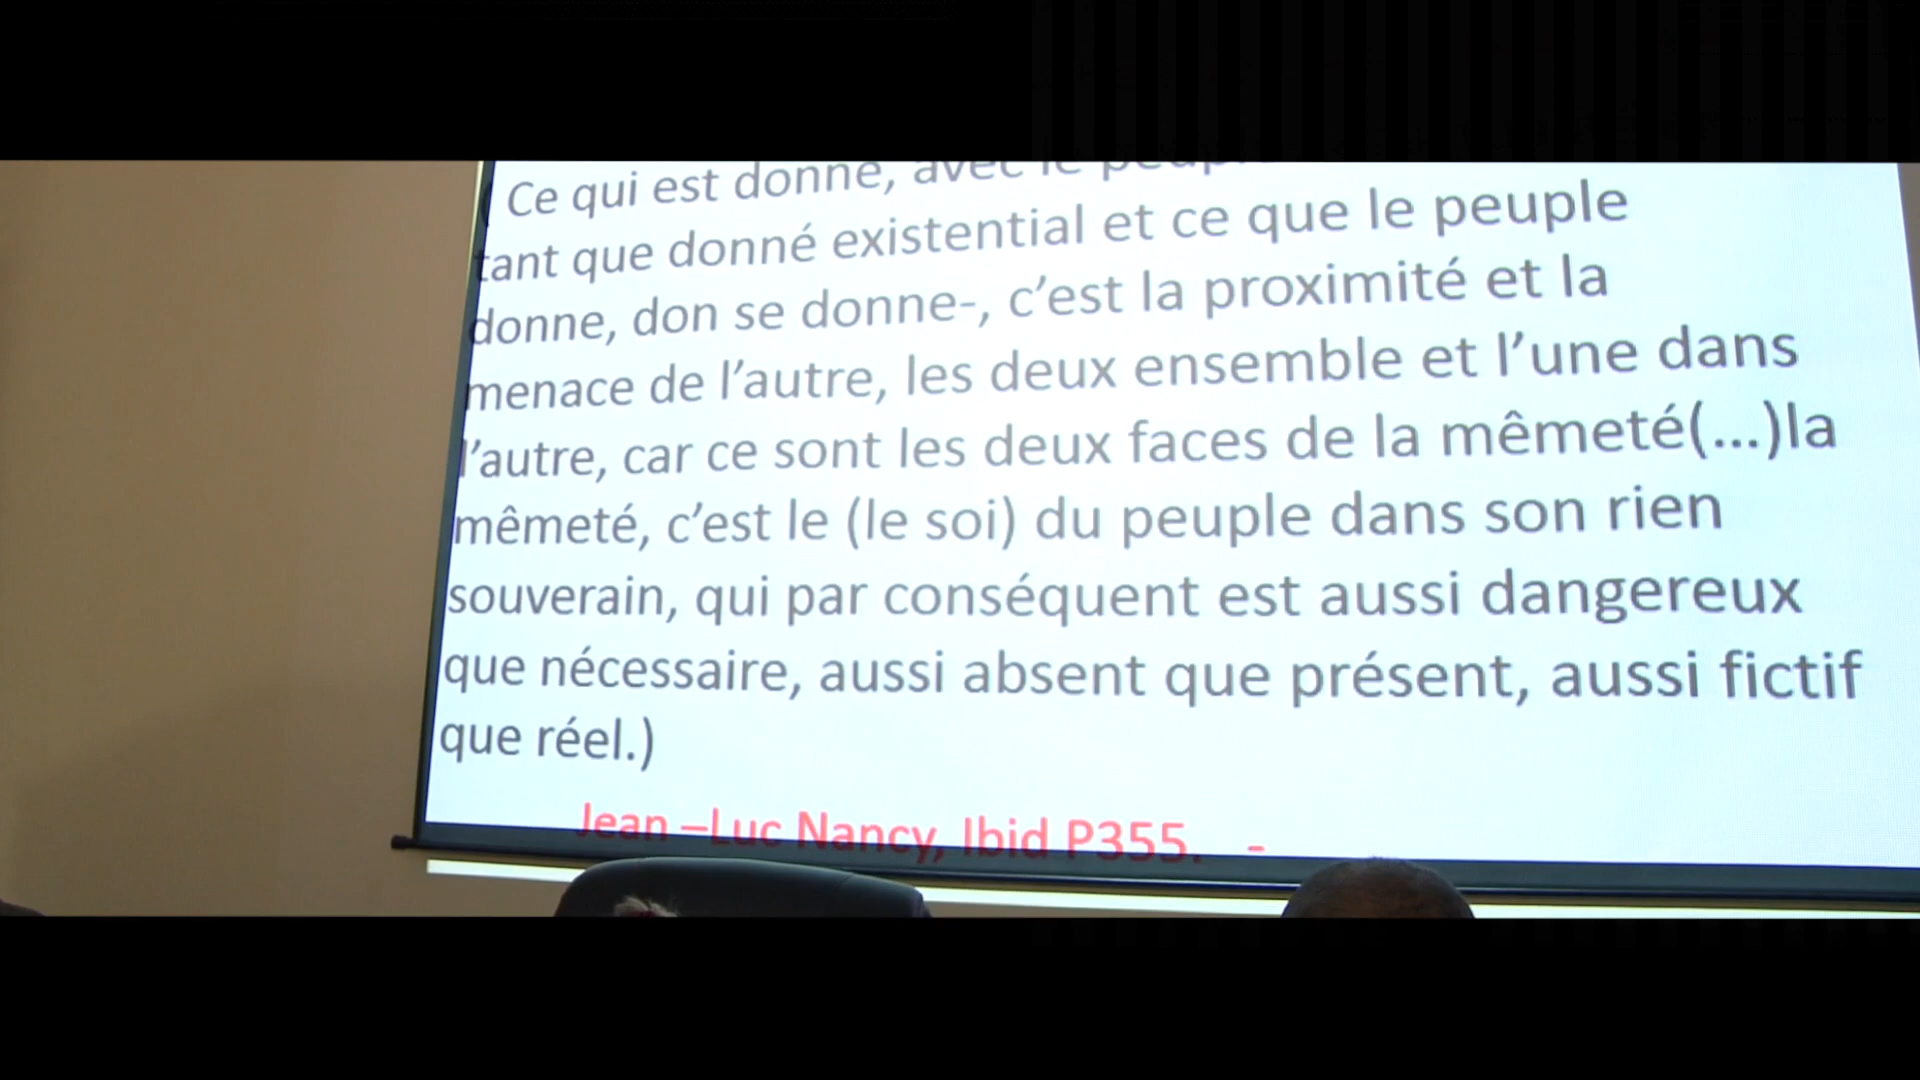 ( Ce qui est donné, avec le
tant que donné existential et ce que le peuple
donne, don se donne-, c’est la proximité et la
menace de l’autre, les deux ensemble et l’une dans
l’autre, car ce sont les deux faces de la mêmeté(...)la
mêmeté, c’est le (le soi) du peuple dans son rien
souverain, qui par conséquent est aussi dangereux
que nécessaire, aussi absent que présent, aussi fictif
que réel.)
Jean –Luc Nancy, Ibid P355. -